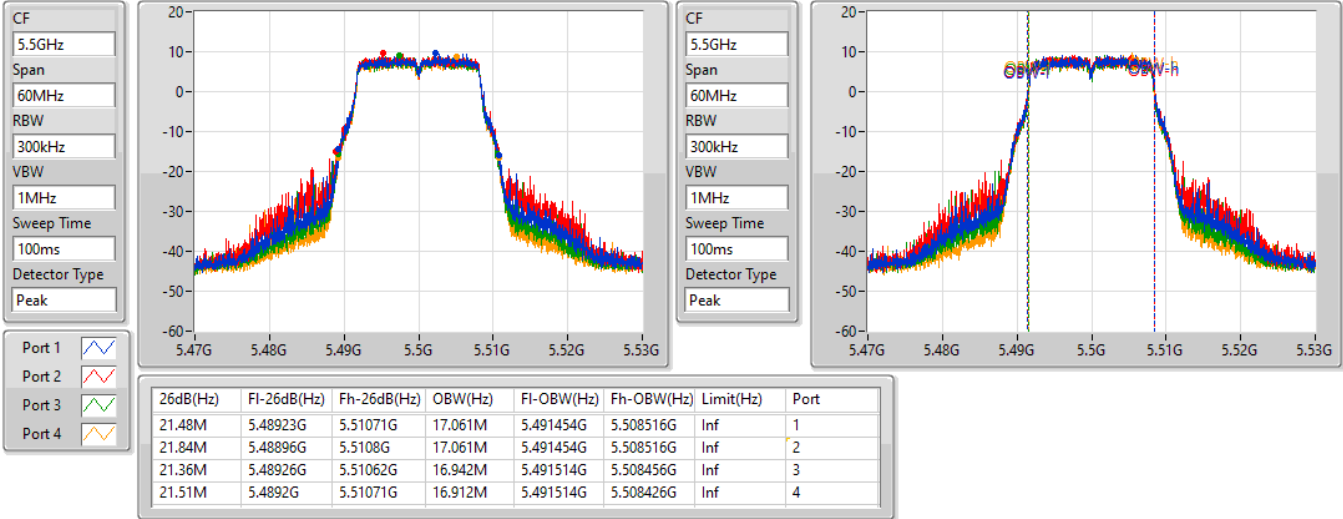 CF
5.5GHz
Span
60MHz
RBW
300kHz
VBW
1MHz
Sweep Time
100ms
Detector Type
Peak
20
10
0
-10
-20
-30
-40
-50
-60
5.47G 5.48G 5.49G 5.5G 5.51G 5.52G 5.53G
CF
5.5GHz
Span
60MHz
RBW
300kHz
VBW
1MHz
Sweep Time
100ms
Detector Type
Peak
20
10
0
-10
-20
-30
-40
-50
-60
OBW-h
5.47G 5.48G 5.49G 5.5G 5.51G 5.52G 5.53G
Port 1
Port 2
Port 3
Port 4
26dB(Hz) Fl-26dB(Hz) Fh-26dB(Hz) OBW(Hz) Fl-OBW(Hz) Fh-OBW(Hz) Limit(Hz) Port
21.48M 5.48923G 5.51071G 17.061M 5.491454G 5.508516G Inf 1
21.84M 5.48896G 5.5108G 17.061M 5.491454G 5.508516G Inf 2
21.36M 5.48926G 5.51062G 16.942M 5.491514G 5.508456G Inf 3
21.51M 5.4892G 5.51071G 16.912M 5.491514G 5.508426G Inf 4